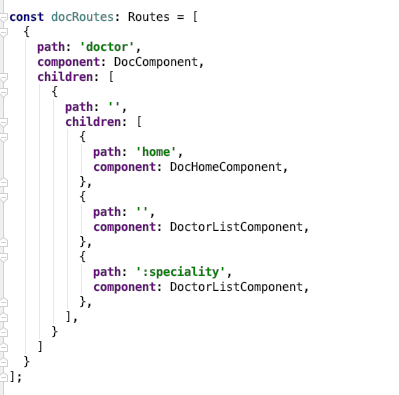 const docRoutes: Routes = [
  {
    path: 'doctor',
    component: DocComponent,
    children: [
      {
        path: '',
        children: [
          {
            path: 'home',
            component: DocHomeComponent,
          },
          {
            path: '',
            component: DoctorListComponent,
          },
          {
            path: ':speciality',
            component: DoctorListComponent,
          },
        ],
      }
    ]
  }
];